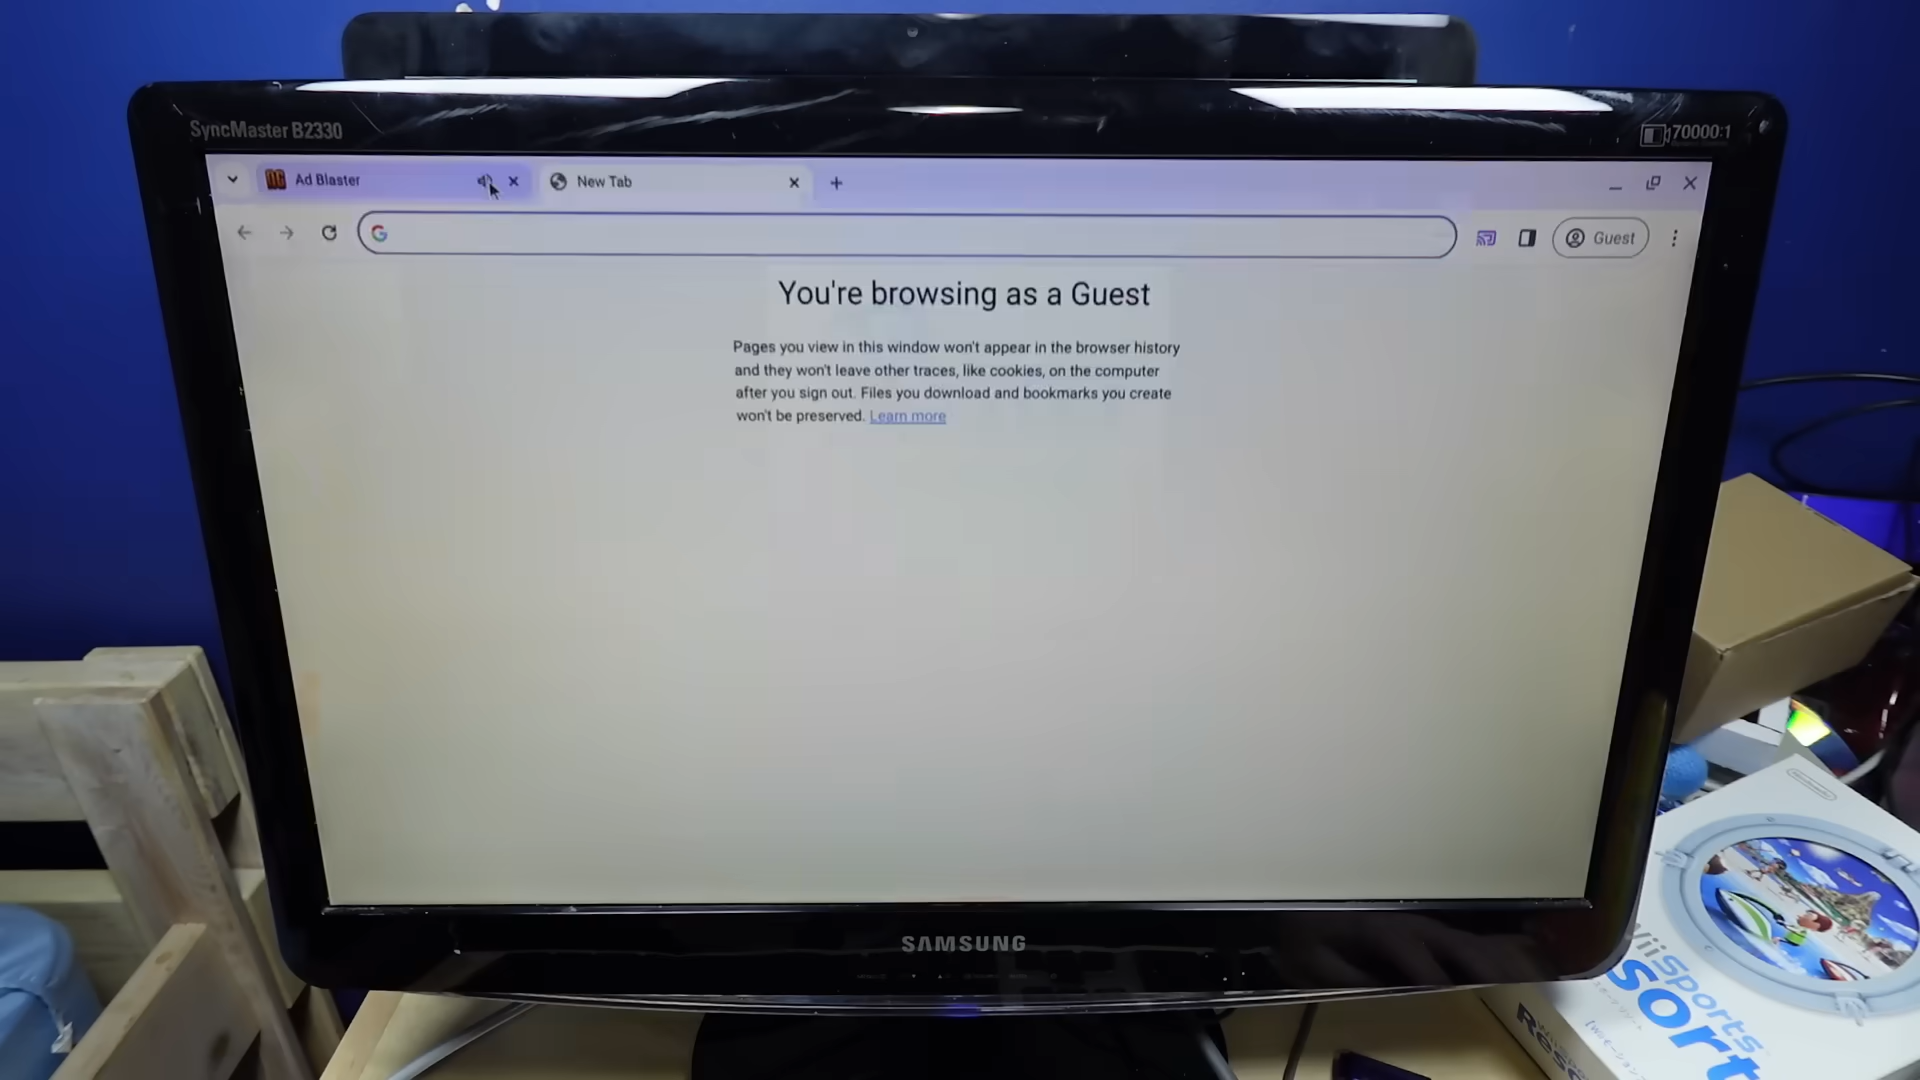 SyncMaster B2330
70000:1
Ad Blaster
New Tab
Guest
You're browsing as a Guest
Pages you view in this window won't appear in the browser history
and they won't leave other traces, like cookies, on the computer
after you sign out. Files you download and bookmarks you create
won't be preserved. Learn more
SAMSUNG
Nintendo
Wii Sports